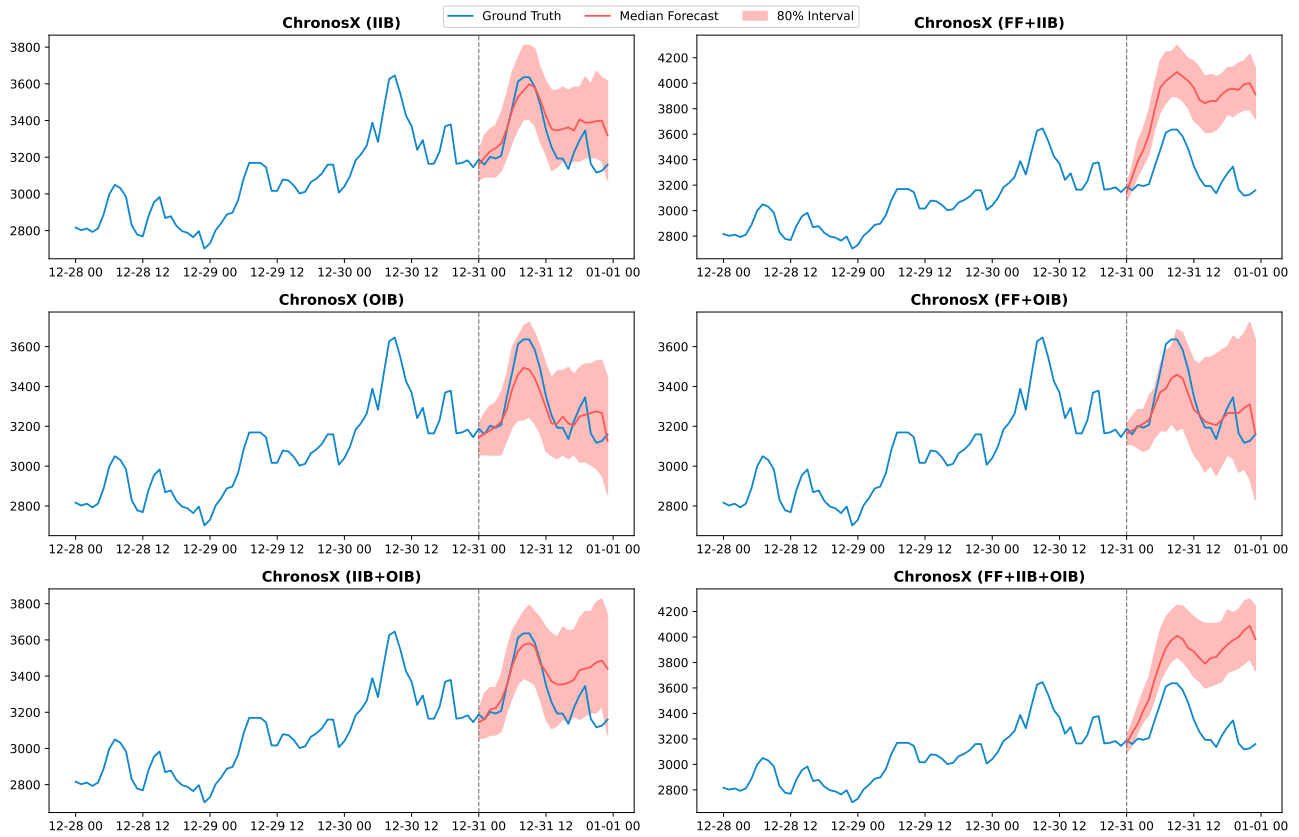 Ground Truth Median Forecast 80% Interval
ChronosX (IIB)
3800
3600
3400
3200
3000
2800
12-28 00 12-28 12 12-29 00 12-29 12 12-30 00 12-30 12 12-31 00 12-31 12 01-01 00
ChronosX (FF+IIB)
4200
4000
3800
3600
3400
3200
3000
2800
12-28 00 12-28 12 12-29 00 12-29 12 12-30 00 12-30 12 12-31 00 12-31 12 01-01 00
ChronosX (OIB)
3600
3400
3200
3000
2800
12-28 00 12-28 12 12-29 00 12-29 12 12-30 00 12-30 12 12-31 00 12-31 12 01-01 00
ChronosX (FF+OIB)
3600
3400
3200
3000
2800
12-28 00 12-28 12 12-29 00 12-29 12 12-30 00 12-30 12 12-31 00 12-31 12 01-01 00
ChronosX (IIB+OIB)
3800
3600
3400
3200
3000
2800
12-28 00 12-28 12 12-29 00 12-29 12 12-30 00 12-30 12 12-31 00 12-31 12 01-01 00
ChronosX (FF+IIB+OIB)
4200
4000
3800
3600
3400
3200
3000
2800
12-28 00 12-28 12 12-29 00 12-29 12 12-30 00 12-30 12 12-31 00 12-31 12 01-01 00